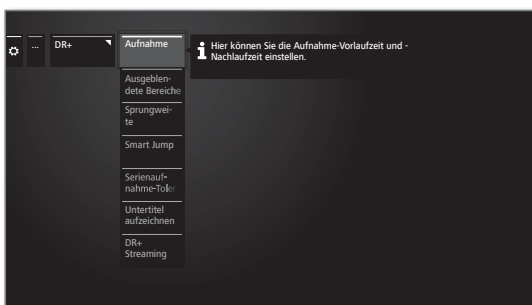 ...
DR+
Aufnahme
Hier können Sie die Aufnahme-Vorlaufzeit und -
Nachlaufzeit einstellen.
Ausgeblen-
dete Bereiche
Sprungwei-
te
Smart Jump
Serienauf-
nahme-Toler
Untertitel
aufzeichnen
DR+
Streaming